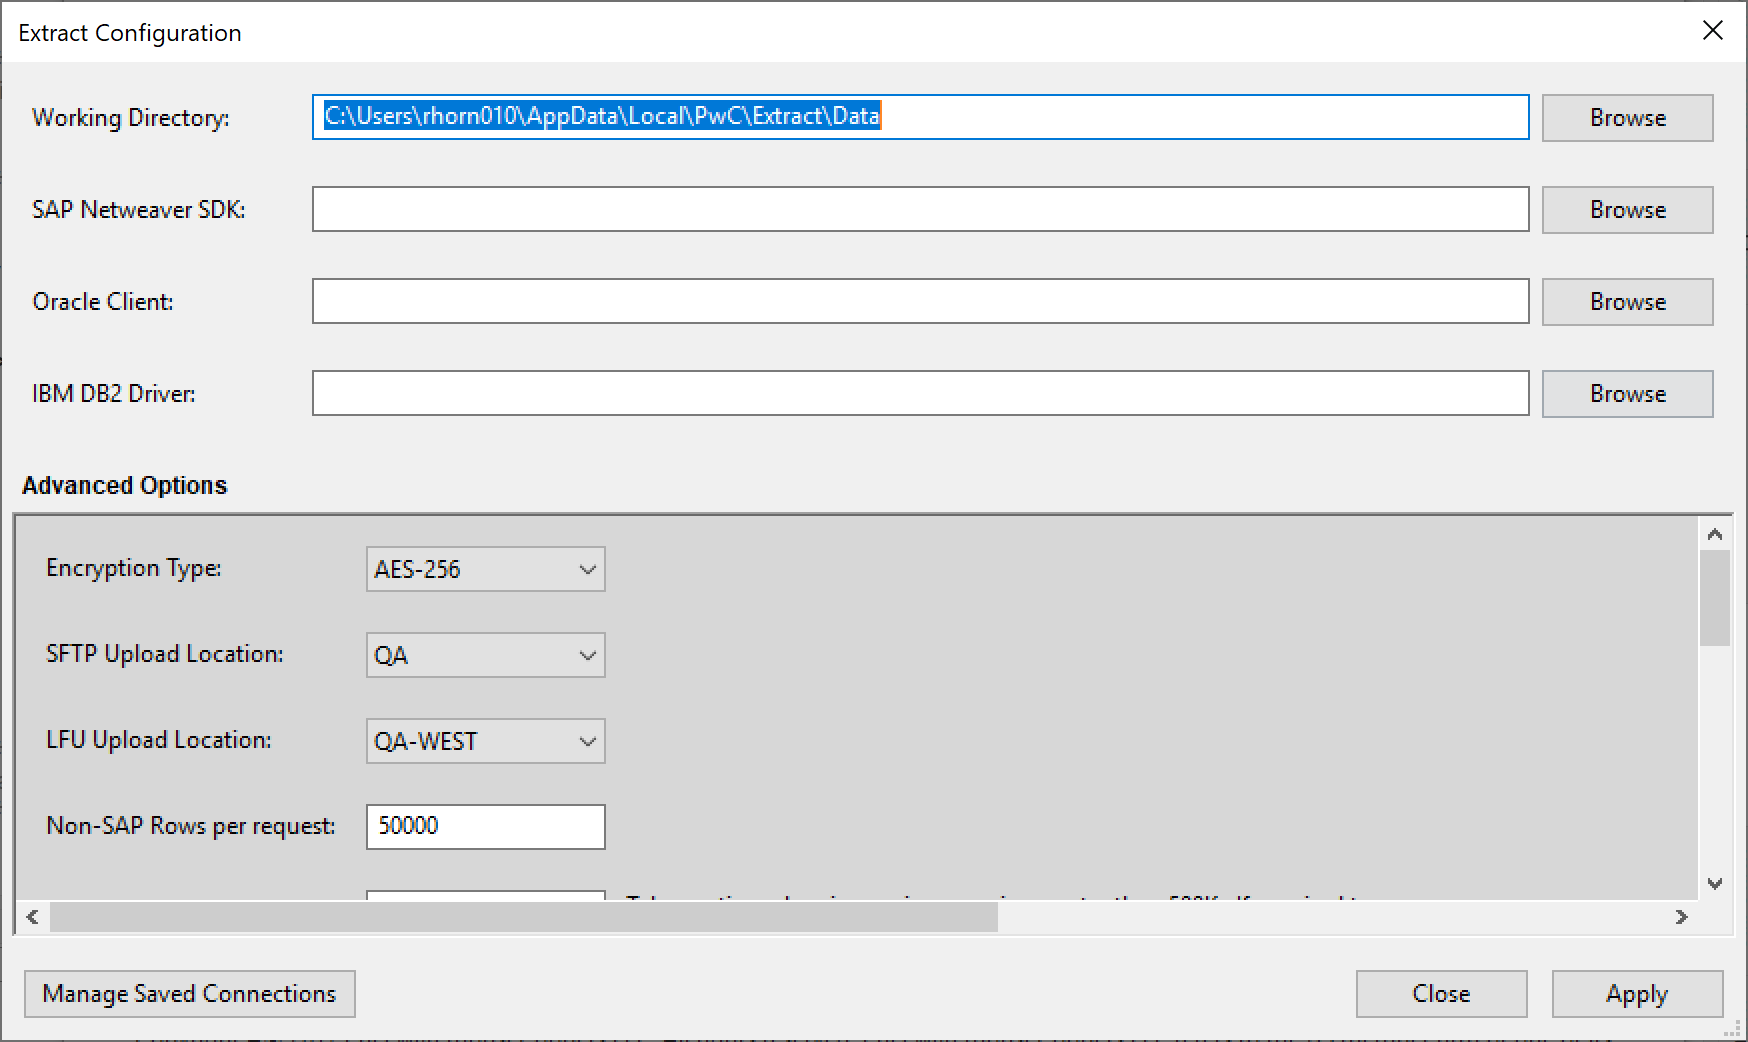 Extract Configuration
Working Directory: C:\Users\rhorn010\AppData\Local\PwC\Extract\Data Browse
SAP Netweaver SDK: Browse
Oracle Client: Browse
IBM DB2 Driver: Browse
Advanced Options
Encryption Type: AES-256
SFTP Upload Location: QA
LFU Upload Location: QA-WEST
Non-SAP Rows per request: 50000
Manage Saved Connections Close Apply